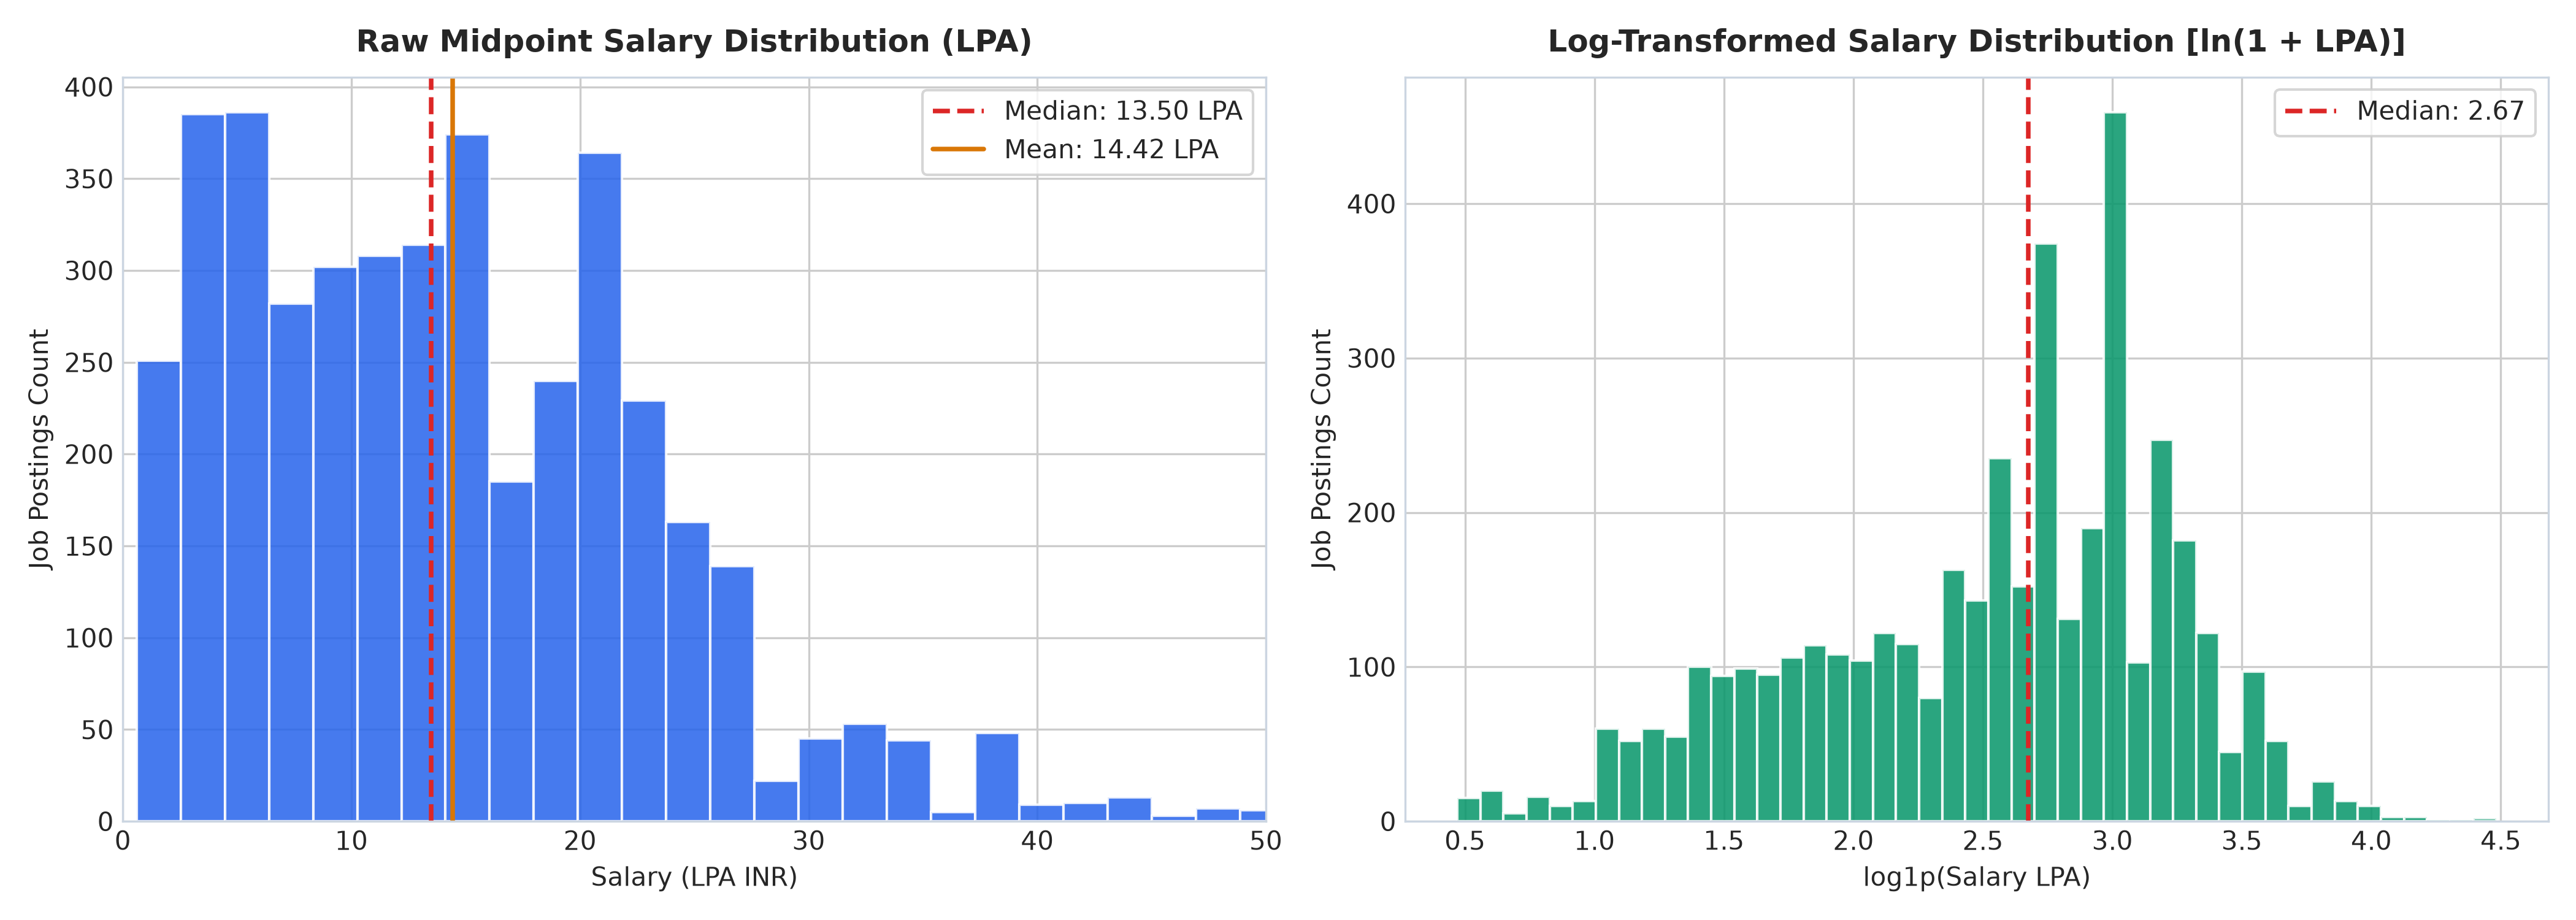 Raw Midpoint Salary Distribution (LPA)
Median: 13.50 LPA
Mean: 14.42 LPA
Job Postings Count
400
350
300
250
200
150
100
50
0
0 10 20 30 40 50
Salary (LPA INR)
Log-Transformed Salary Distribution [ln(1 + LPA)]
Median: 2.67
Job Postings Count
400
300
200
100
0
0.5 1.0 1.5 2.0 2.5 3.0 3.5 4.0 4.5
log1p(Salary LPA)